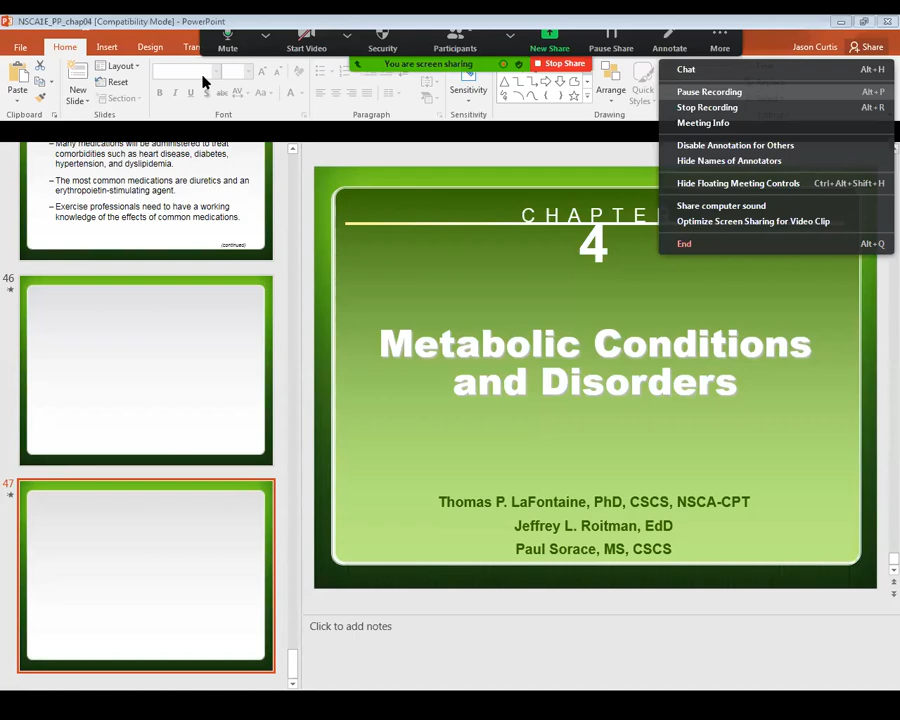 NSCA1E_PP_chap04 [Compatibility Mode] - PowerPoint
File Home Insert Design Tran
Mute Start Video Security Participants New Share Pause Share Annotate More
Jason Curtis Share
You are screen sharing Stop Share
Paste
Clipboard
New
Slide
Layout
Reset
Section
Slides
B I U S abc AV Aa A
Font
Paragraph
Sensitivity
Sensitivity
Arrange
Quick
Styles
Drawing
Chat Alt+H
Pause Recording Alt+P
Stop Recording Alt+R
Meeting Info
Disable Annotation for Others
Hide Names of Annotators
Hide Floating Meeting Controls Ctrl+Alt+Shift+H
Share computer sound
Optimize Screen Sharing for Video Clip
End Alt+Q
– Many medications will be administered to treat
comorbidities such as heart disease, diabetes,
hypertension, and dyslipidemia.
– The most common medications are diuretics and an
erythropoietin-stimulating agent.
– Exercise professionals need to have a working
knowledge of the effects of common medications.
(continued)
46
47
CHAPTER
4
Metabolic Conditions
and Disorders
Thomas P. LaFontaine, PhD, CSCS, NSCA-CPT
Jeffrey L. Roitman, EdD
Paul Sorace, MS, CSCS
Click to add notes